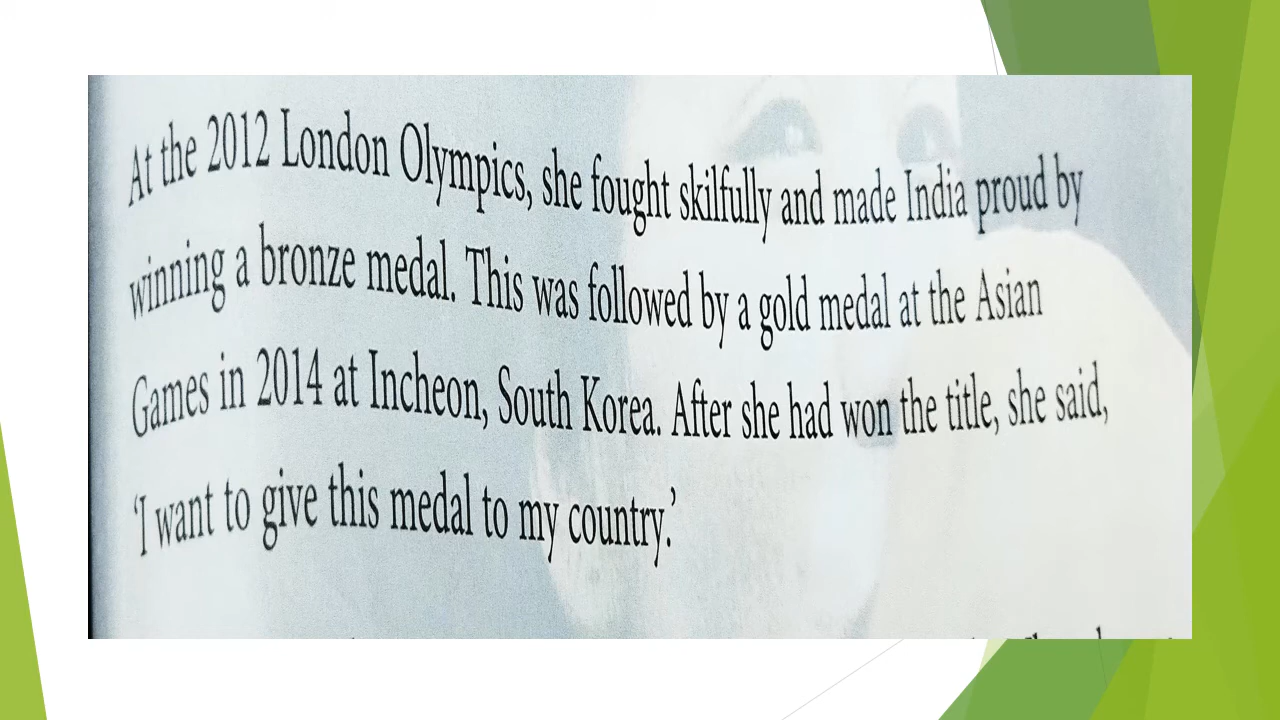 At the 2012 London Olympics, she fought skilfully and made India proud by
winning a bronze medal. This was followed by a gold medal at the Asian
Games in 2014 at Incheon, South Korea. After she had won the title, she said,
‘I want to give this medal to my country.’